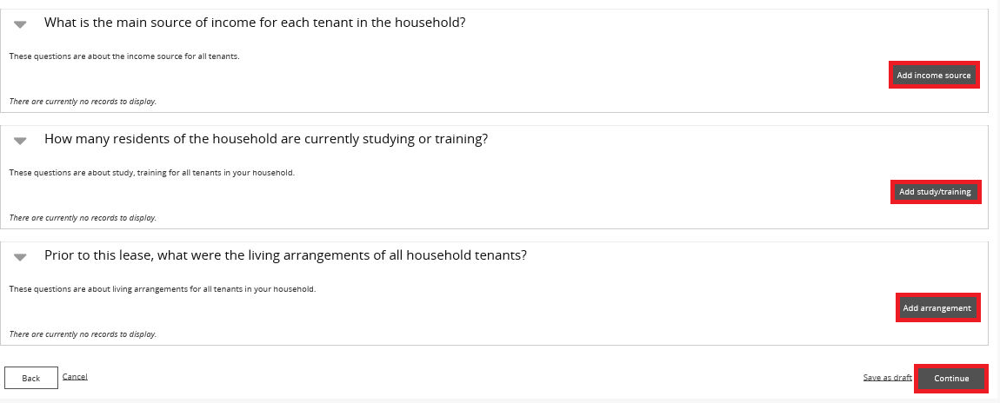 What is the main source of income for each tenant in the household?
These questions are about the income source for all tenants.
Add income source
There are currently no records to display.
How many residents of the household are currently studying or training?
These questions are about study, training for all tenants in your household.
Add study/training
There are currently no records to display.
Prior to this lease, what were the living arrangements of all household tenants?
These questions are about living arrangements for all tenants in your household.
Add arrangement
There are currently no records to display.
Back Cancel Save as draft Continue